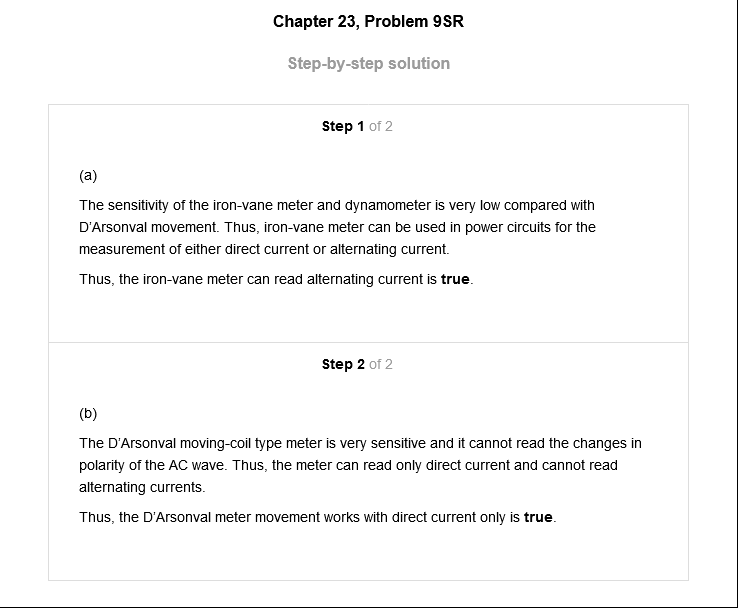 Chapter 23, Problem 9SR
Step-by-step solution
Step 1 of 2
(a)
The sensitivity of the iron-vane meter and dynamometer is very low compared with
D'Arsonval movement. Thus, iron-vane meter can be used in power circuits for the
measurement of either direct current or alternating current.
Thus, the iron-vane meter can read alternating current is true.
Step 2 of 2
(b)
The D'Arsonval moving-coil type meter is very sensitive and it cannot read the changes in
polarity of the AC wave. Thus, the meter can read only direct current and cannot read
alternating currents.
Thus, the D'Arsonval meter movement works with direct current only is true.